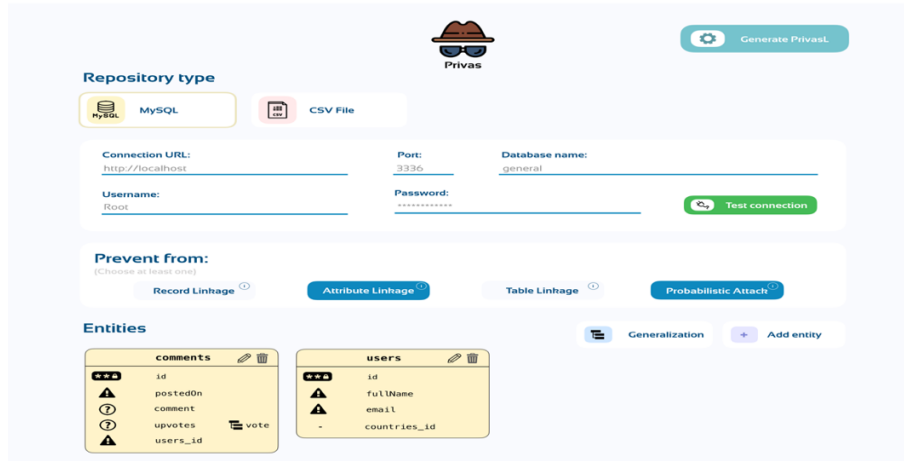 Privas
Generate PrivasL
Repository type
MySQL MySQL
CSV CSV File
Connection URL: Port: Database name:
http://localhost 3336 general
Username: Password:
Root ************
Test connection
Prevent from:
(Choose at least one)
Record Linkage Attribute Linkage Table Linkage Probabilistic Attack
Entities
Generalization + Add entity
comments users
id id
postedOn fullName
comment email
upvotes vote - countries_id
users_id